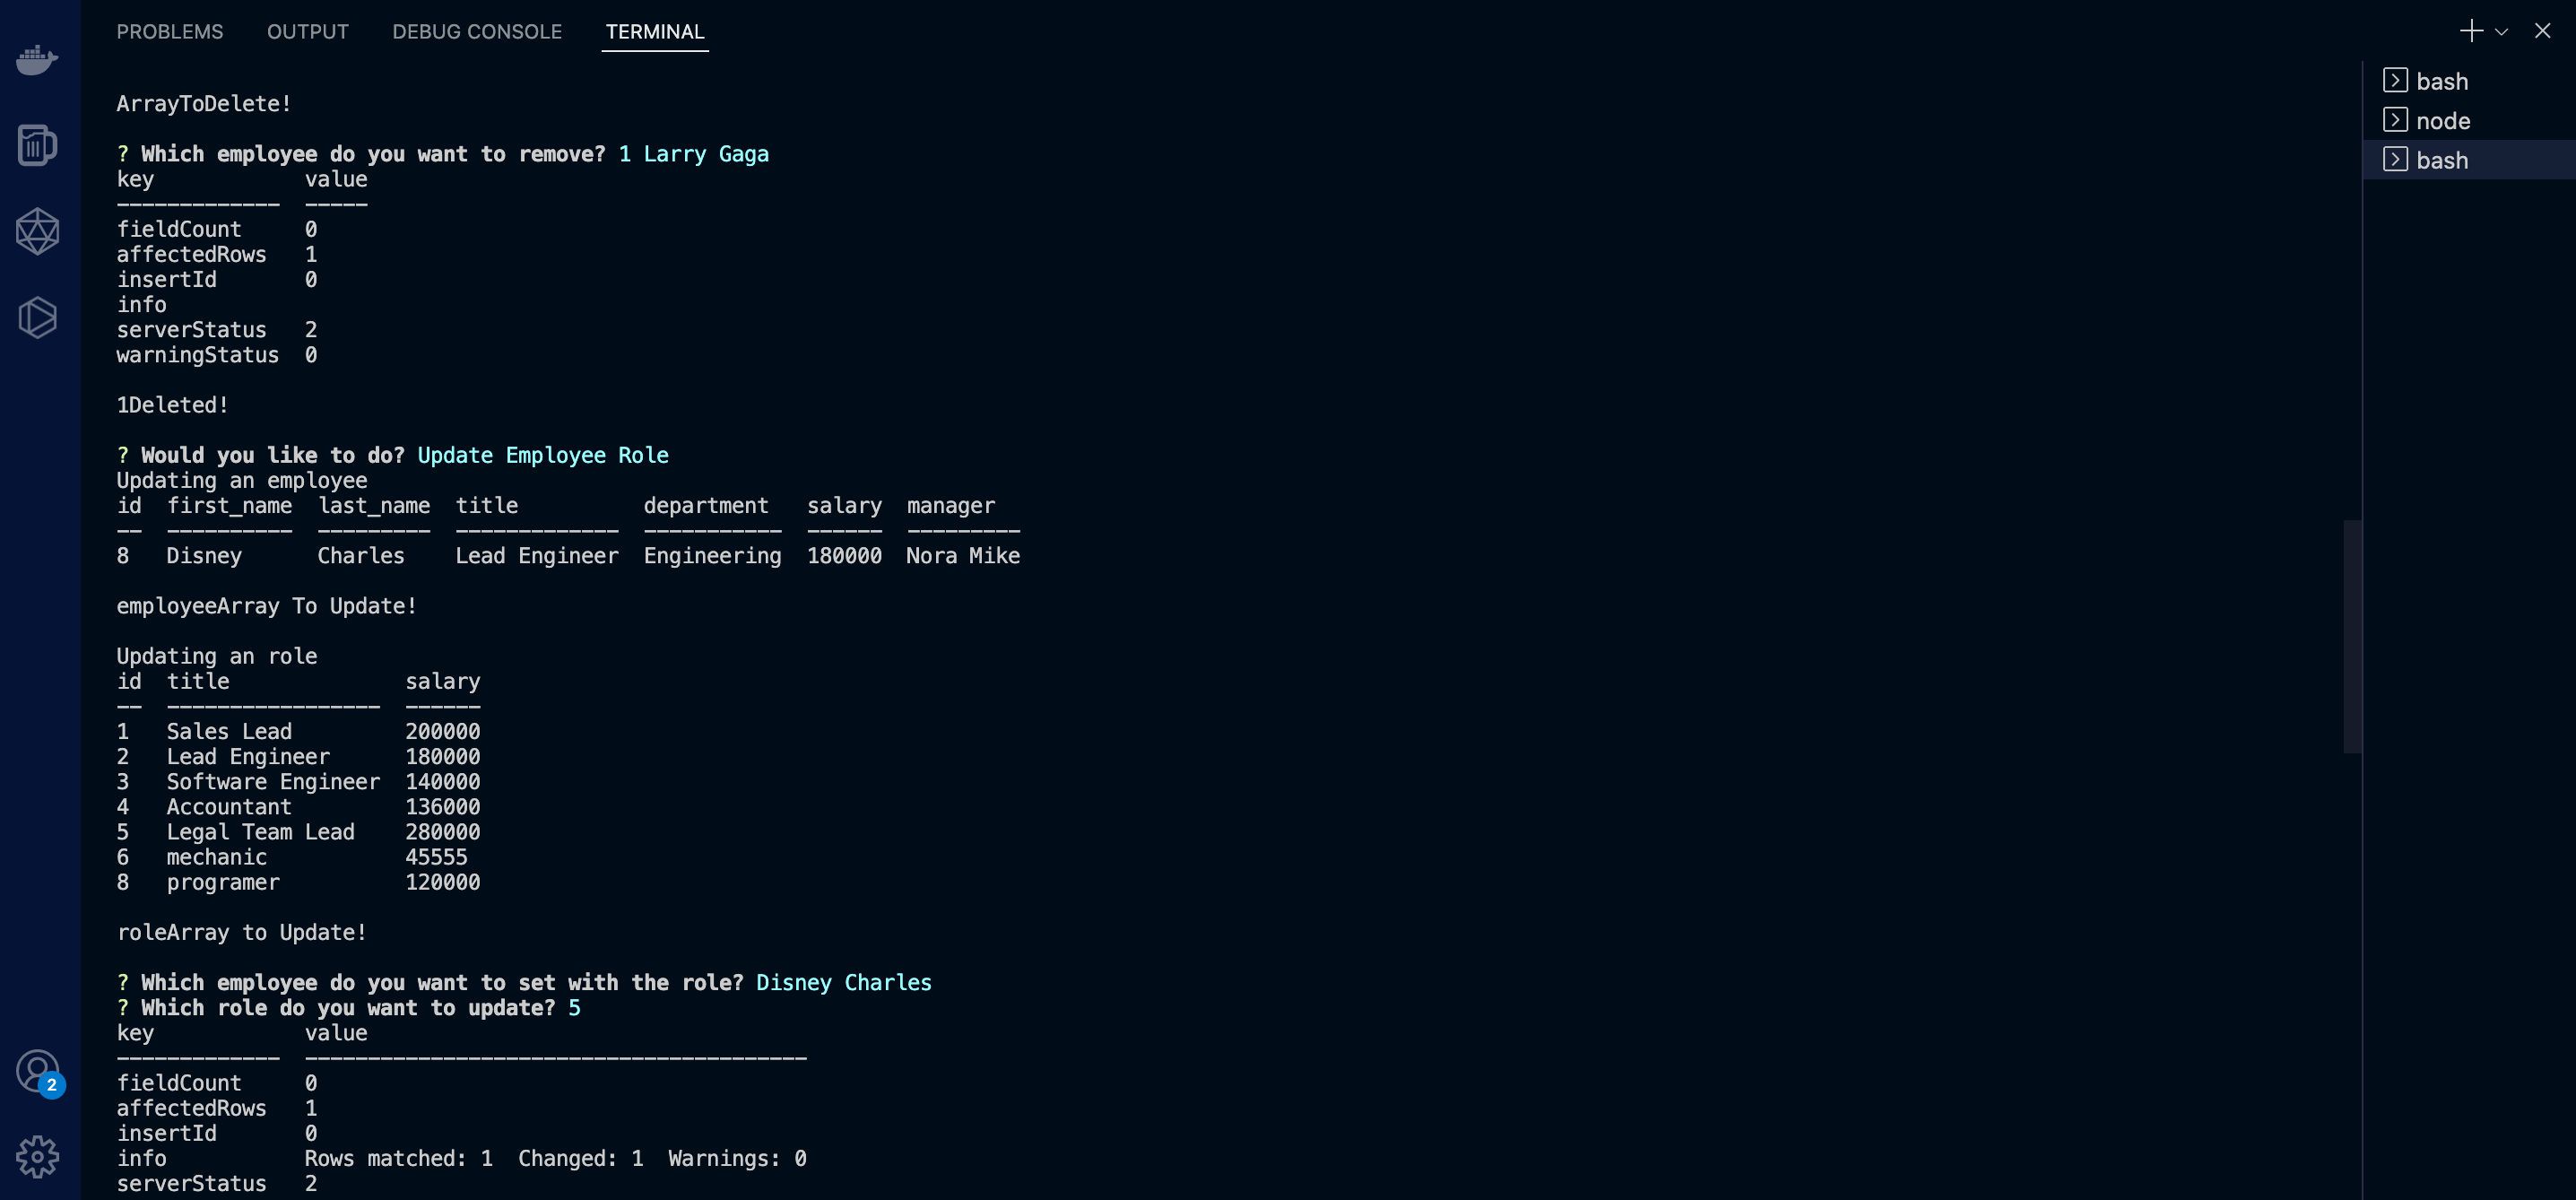 PROBLEMS OUTPUT DEBUG CONSOLE TERMINAL
bash
node
bash
ArrayToDelete!
? Which employee do you want to remove? 1 Larry Gaga
key value
------------- -----
fieldCount 0
affectedRows 1
insertId 0
info
serverStatus 2
warningStatus 0
1Deleted!
? Would you like to do? Update Employee Role
Updating an employee
id first_name last_name title department salary manager
-- ---------- --------- ------------- ----------- ------ ---------
8 Disney Charles Lead Engineer Engineering 180000 Nora Mike
employeeArray To Update!
Updating an role
id title salary
-- ----------------- ------
1 Sales Lead 200000
2 Lead Engineer 180000
3 Software Engineer 140000
4 Accountant 136000
5 Legal Team Lead 280000
6 mechanic 45555
8 programer 120000
roleArray to Update!
? Which employee do you want to set with the role? Disney Charles
? Which role do you want to update? 5
key value
------------- ----------------------------------------
fieldCount 0
affectedRows 1
insertId 0
info Rows matched: 1 Changed: 1 Warnings: 0
serverStatus 2
2